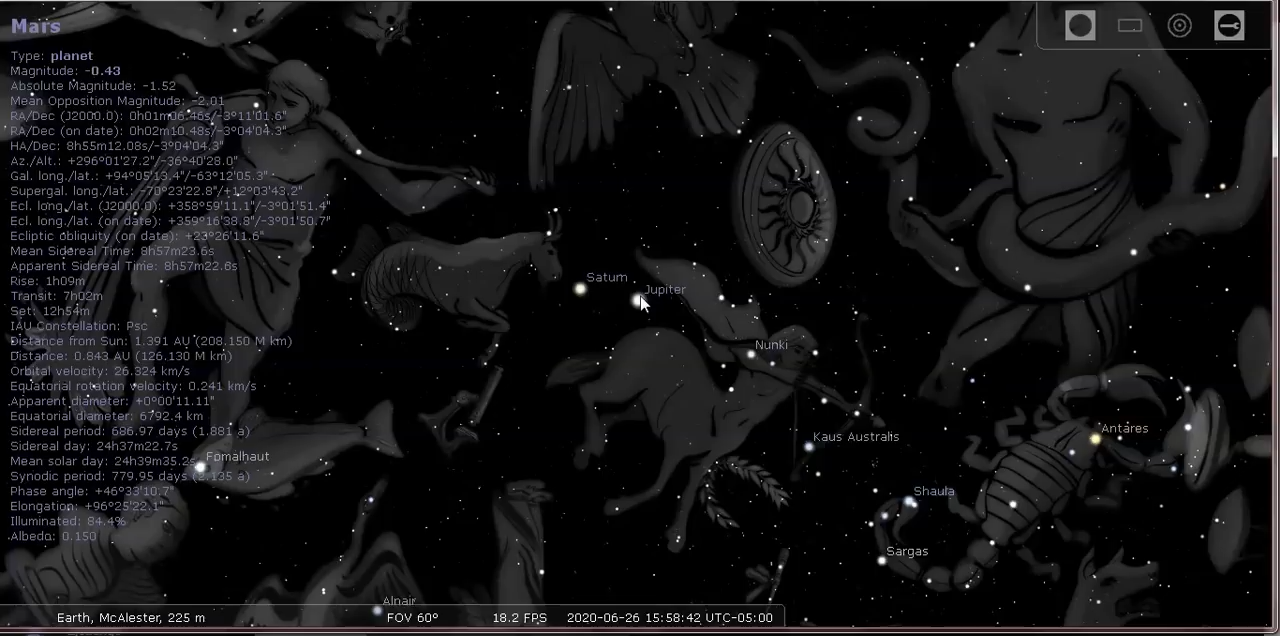 Mars
Type: planet
Magnitude: -0.43
Absolute Magnitude: -1.52
Mean Opposition Magnitude: -2.01
RA/Dec (J2000.0): 0h01m06.46s/-3°11'01.6"
RA/Dec (on date): 0h02m10.48s/-3°04'04.3"
HA/Dec: 8h55m12.08s/-3°04'04.3"
Az./Alt.: +296°01'27.2"/-36°40'28.0"
Gal. long./lat.: +94°05'13.4"/-63°12'05.3"
Supergal. long./lat.: -70°23'22.8"/+12°03'43.2"
Ecl. long./lat. (J2000.0): +358°59'11.1"/-3°01'51.4"
Ecl. long./lat. (on date): +359°16'38.8"/-3°01'50.7"
Ecliptic obliquity (on date): +23°26'11.6"
Mean Sidereal Time: 8h57m23.6s
Apparent Sidereal Time: 8h57m22.6s
Rise: 1h09m
Transit: 7h02m
Set: 12h54m
IAU Constellation: Psc
Distance from Sun: 1.391 AU (208.150 M km)
Distance: 0.843 AU (126.130 M km)
Orbital velocity: 26.324 km/s
Equatorial rotation velocity: 0.241 km/s
Apparent diameter: +0°00'11.11"
Equatorial diameter: 6792.4 km
Sidereal period: 686.97 days (1.881 a)
Sidereal day: 24h37m22.7s
Mean solar day: 24h39m35.2s
Synodic period: 779.95 days (2.135 a)
Phase angle: +46°33'10.7"
Elongation: +96°25'22.1"
Illuminated: 84.4%
Albedo: 0.150
Saturn
Jupiter
Nunki
Kaus Australis
Antares
Fomalhaut
Shaula
Sargas
Alnair
Earth, McAlester, 225 m
FOV 60°
18.2 FPS
2020-06-26 15:58:42 UTC-05:00